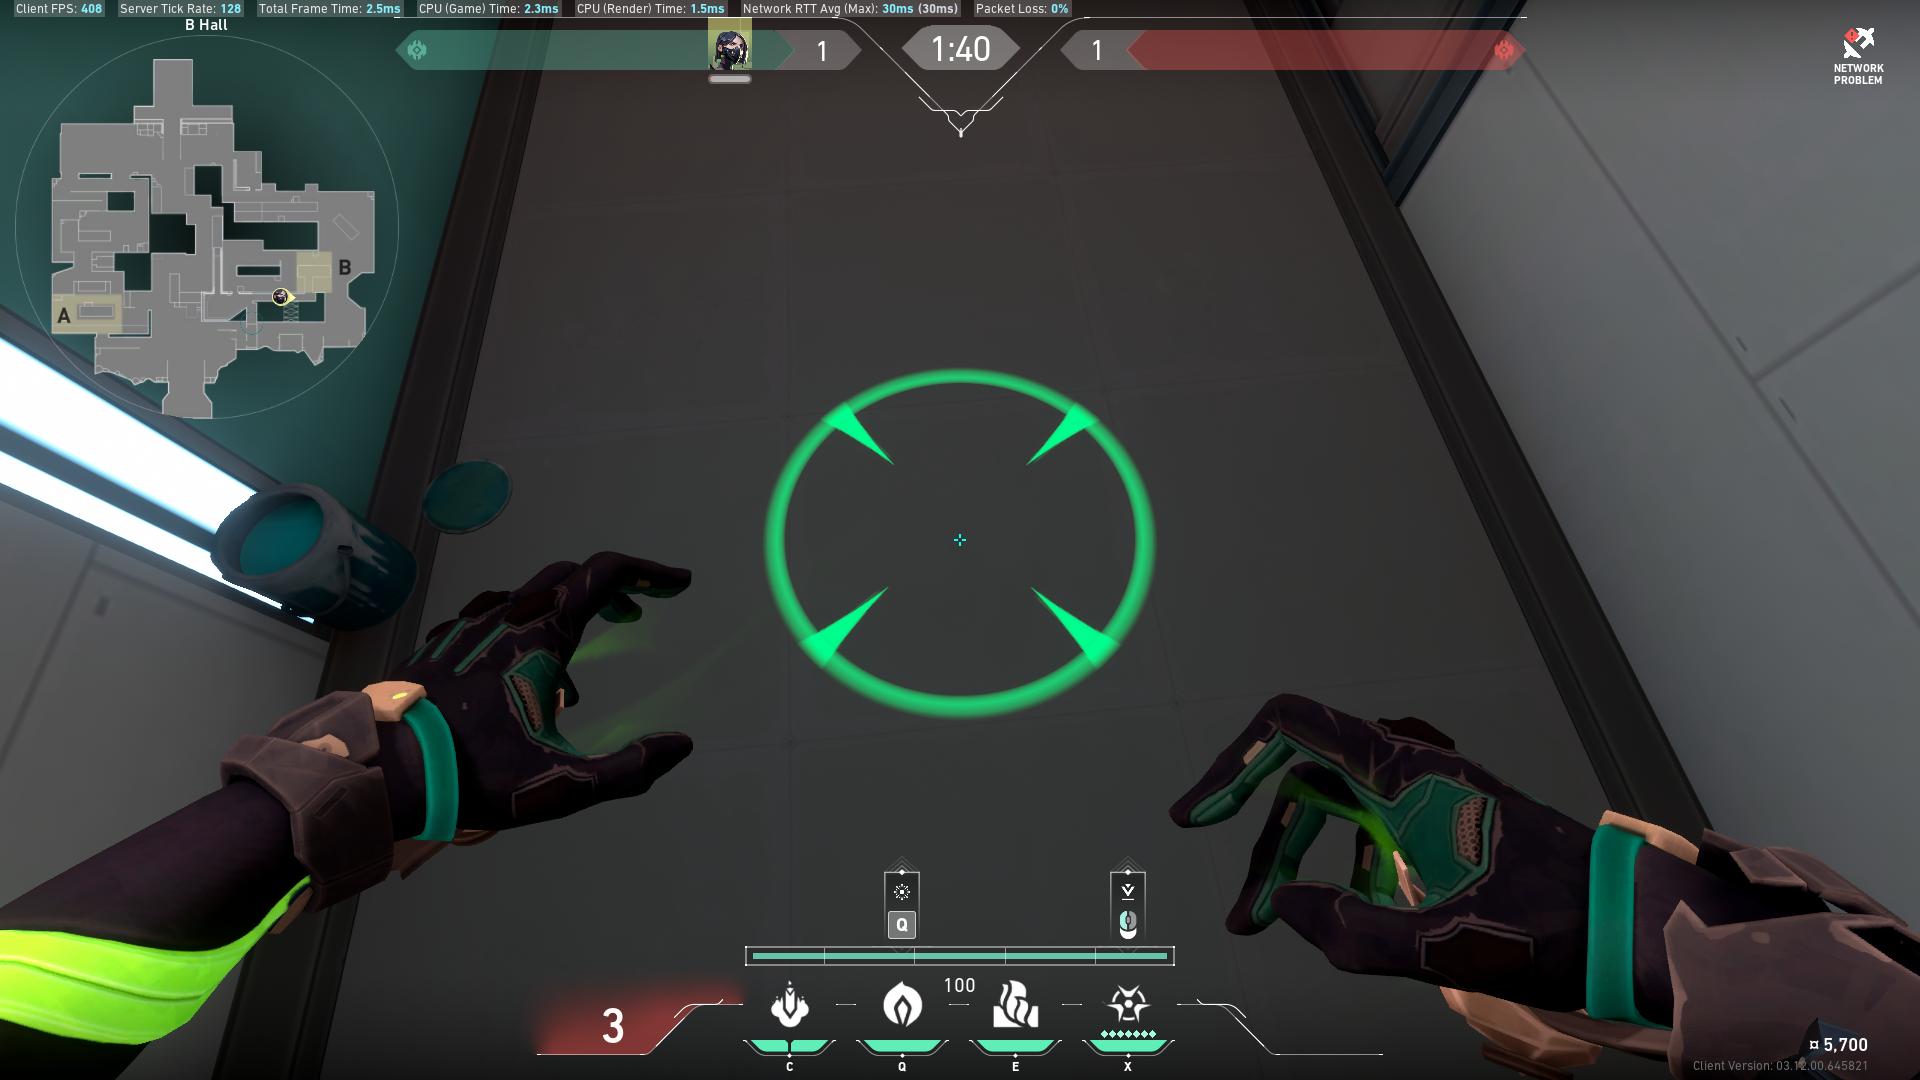 Client FPS: 408 Server Tick Rate: 128 Total Frame Time: 2.5ms CPU (Game) Time: 2.3ms CPU (Render) Time: 1.5ms Network RTT Avg (Max): 30ms (30ms) Packet Loss: 0%
B Hall
1 1:40 1
NETWORK
PROBLEM
B
A
Q
100
3
C Q E X
¤ 5,700
Client Version: 03.12.00.645821